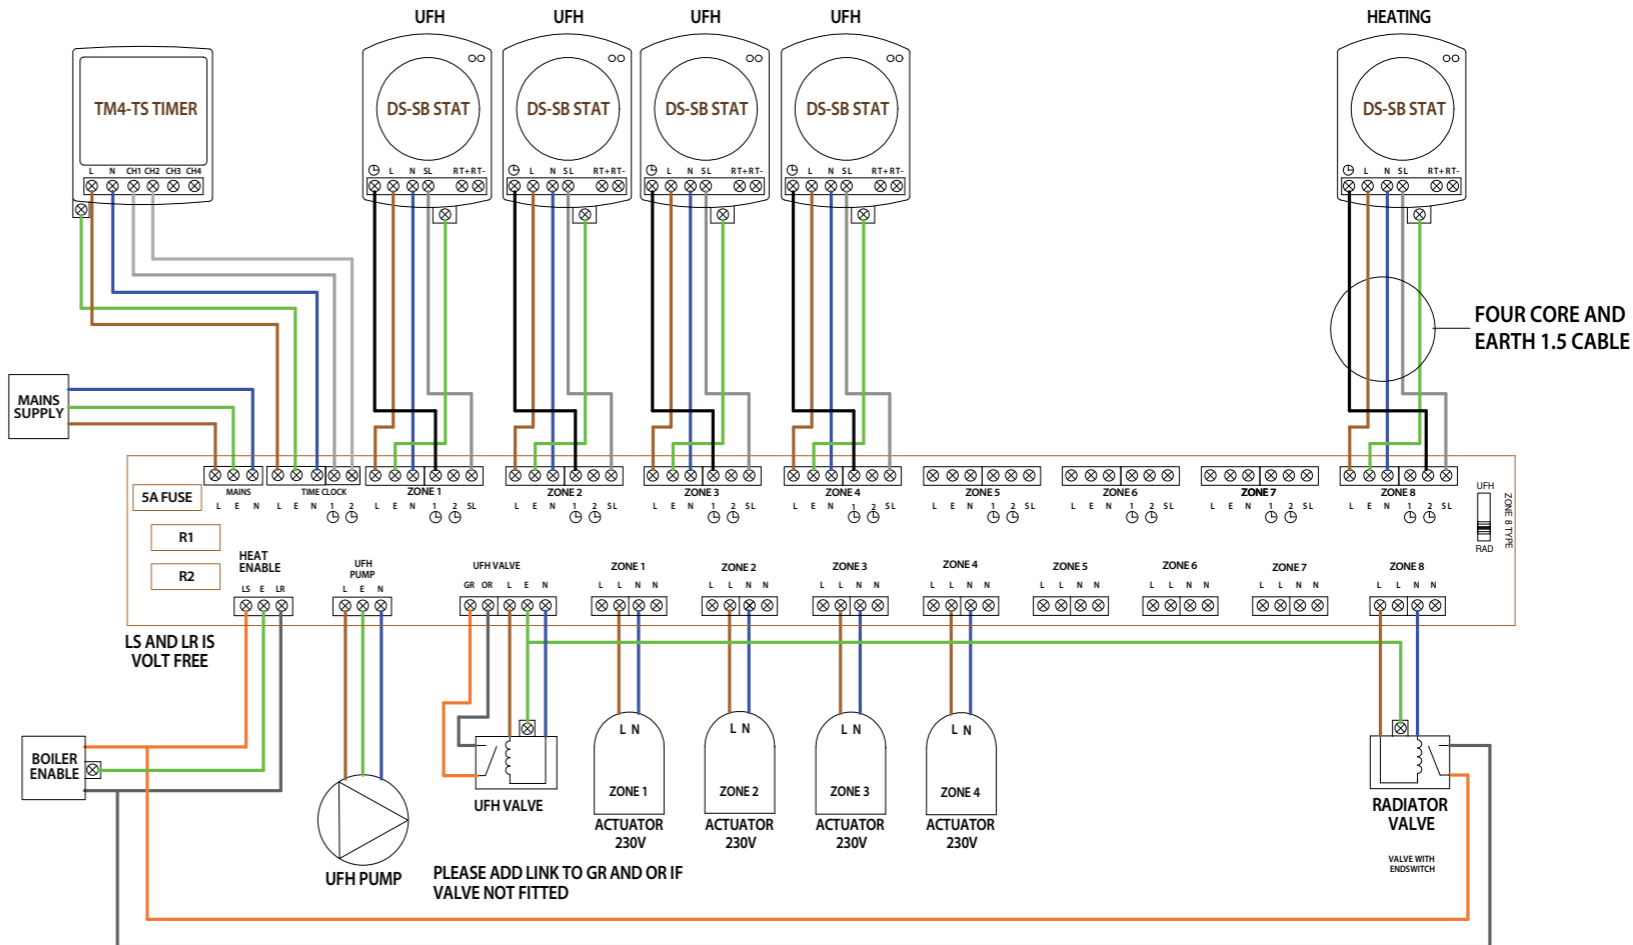 UFH UFH UFH UFH HEATING
TM4-TS TIMER
DS-SB STAT DS-SB STAT DS-SB STAT DS-SB STAT DS-SB STAT
L N CH1 CH2 CH3 CH4
L N SL RT+RT-
L N SL RT+RT-
L N SL RT+RT-
L N SL RT+RT-
L N SL RT+RT-
FOUR CORE AND
EARTH 1.5 CABLE
MAINS
SUPPLY
5A FUSE
MAINS
L E N
TIME CLOCK
L E N 1 2
ZONE 1
L E N 1 2 SL
ZONE 2
L E N 1 2 SL
ZONE 3
L E N 1 2 SL
ZONE 4
L E N 1 2 SL
ZONE 5
L E N 1 2 SL
ZONE 6
L E N 1 2 SL
ZONE 7
L E N 1 2 SL
ZONE 8
L E N 1 2 SL
UFH
RAD
ZONE 8 TYPE
R1
R2
HEAT
ENABLE
LS E LR
UFH
PUMP
L E N
UFH VALVE
GR OR L E N
ZONE 1
L L N N
ZONE 2
L L N N
ZONE 3
L L N N
ZONE 4
L L N N
ZONE 5
L L N N
ZONE 6
L L N N
ZONE 7
L L N N
ZONE 8
L L N N
LS AND LR IS
VOLT FREE
BOILER
ENABLE
UFH PUMP
UFH VALVE
L N
ZONE 1
ACTUATOR
230V
L N
ZONE 2
ACTUATOR
230V
L N
ZONE 3
ACTUATOR
230V
L N
ZONE 4
ACTUATOR
230V
RADIATOR
VALVE
VALVE WITH
ENDSWITCH
PLEASE ADD LINK TO GR AND OR IF
VALVE NOT FITTED